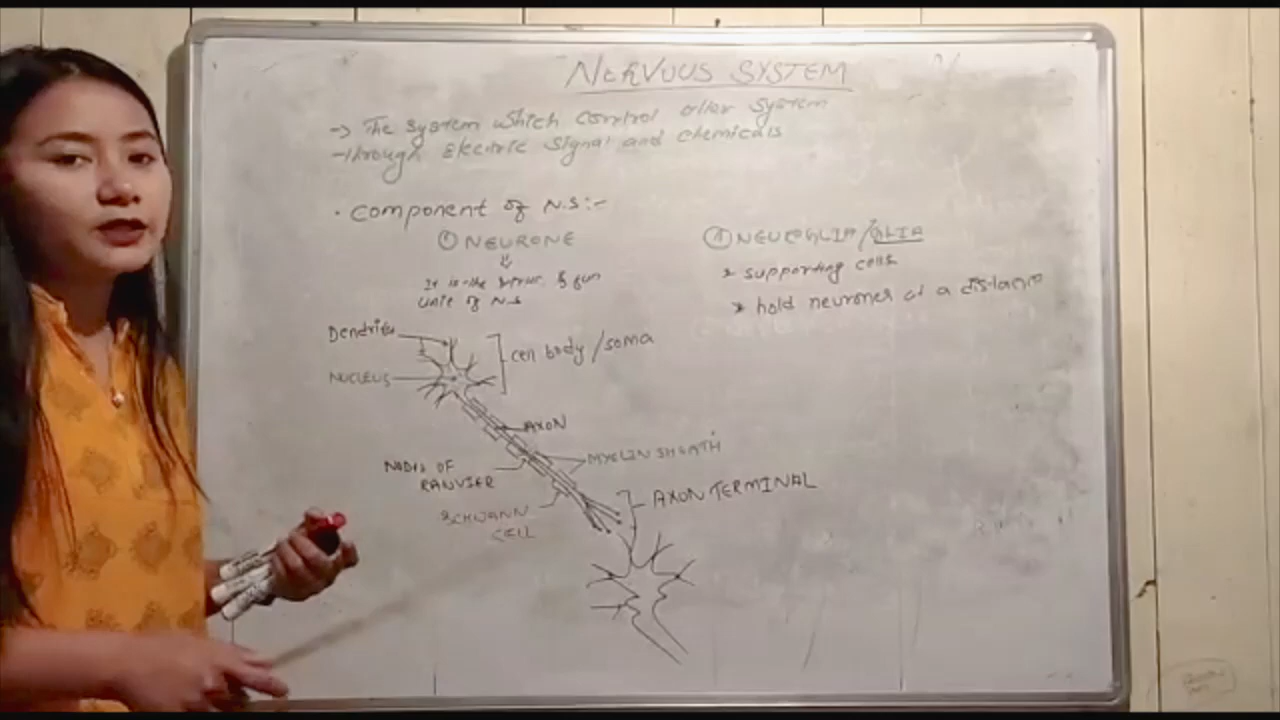 NERVOUS SYSTEM
-> The system which control other system
-through Electric signal and chemicals
• Component of N.S:-
① NEURONE
It is the struc. & fun
unit of N.S
② NEUROGLIA/GLIA
* supporting cells
* hold neurones at a distance
Dendrites
cell body/soma
NUCLEUS
AXON
MYELIN SHEATH
NODES OF
RANVIER
AXON TERMINAL
SCHWANN
CELL